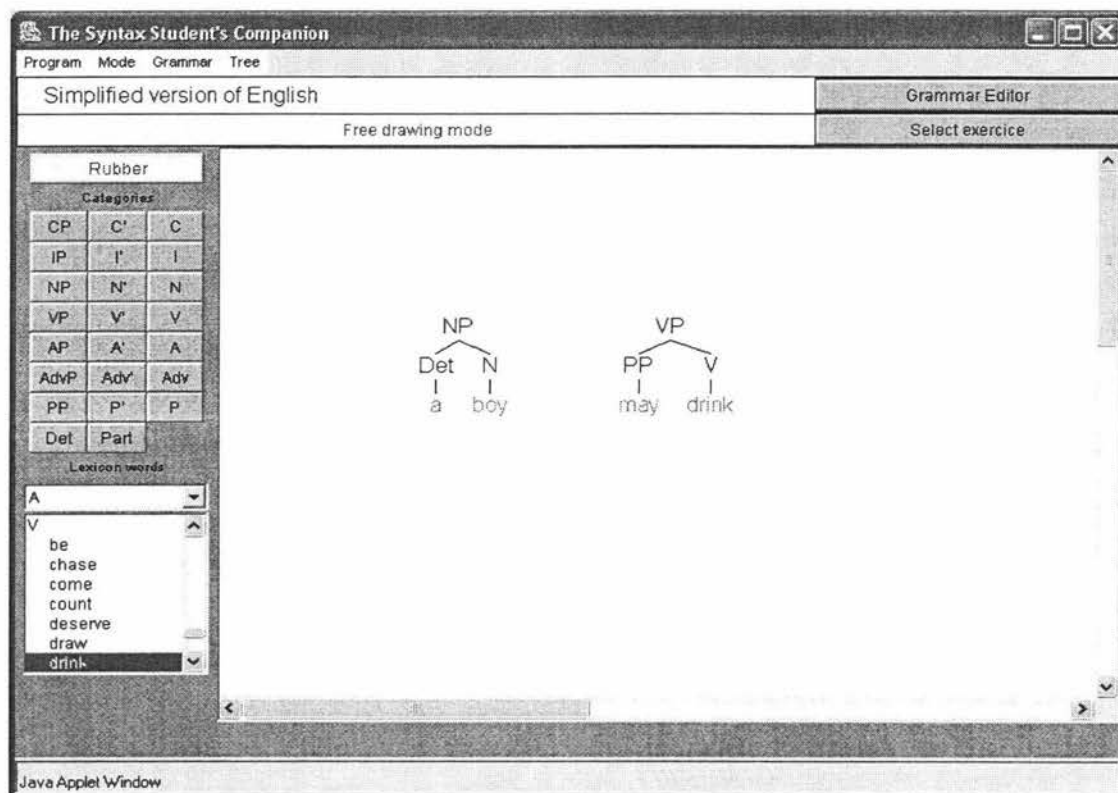 The Syntax Student's Companion
Program Mode Grammar Tree
Simplified version of English
Grammar Editor
Free drawing mode
Select exercice
Rubber
Categories
CP C' C
IP I' I
NP N' N
VP V' V
AP A' A
AdvP Adv' Adv
PP P' P
Det Part
Lexicon words
A
V
be
chase
come
count
deserve
draw
drink
NP VP
Det N PP V
a boy may drink
Java Applet Window